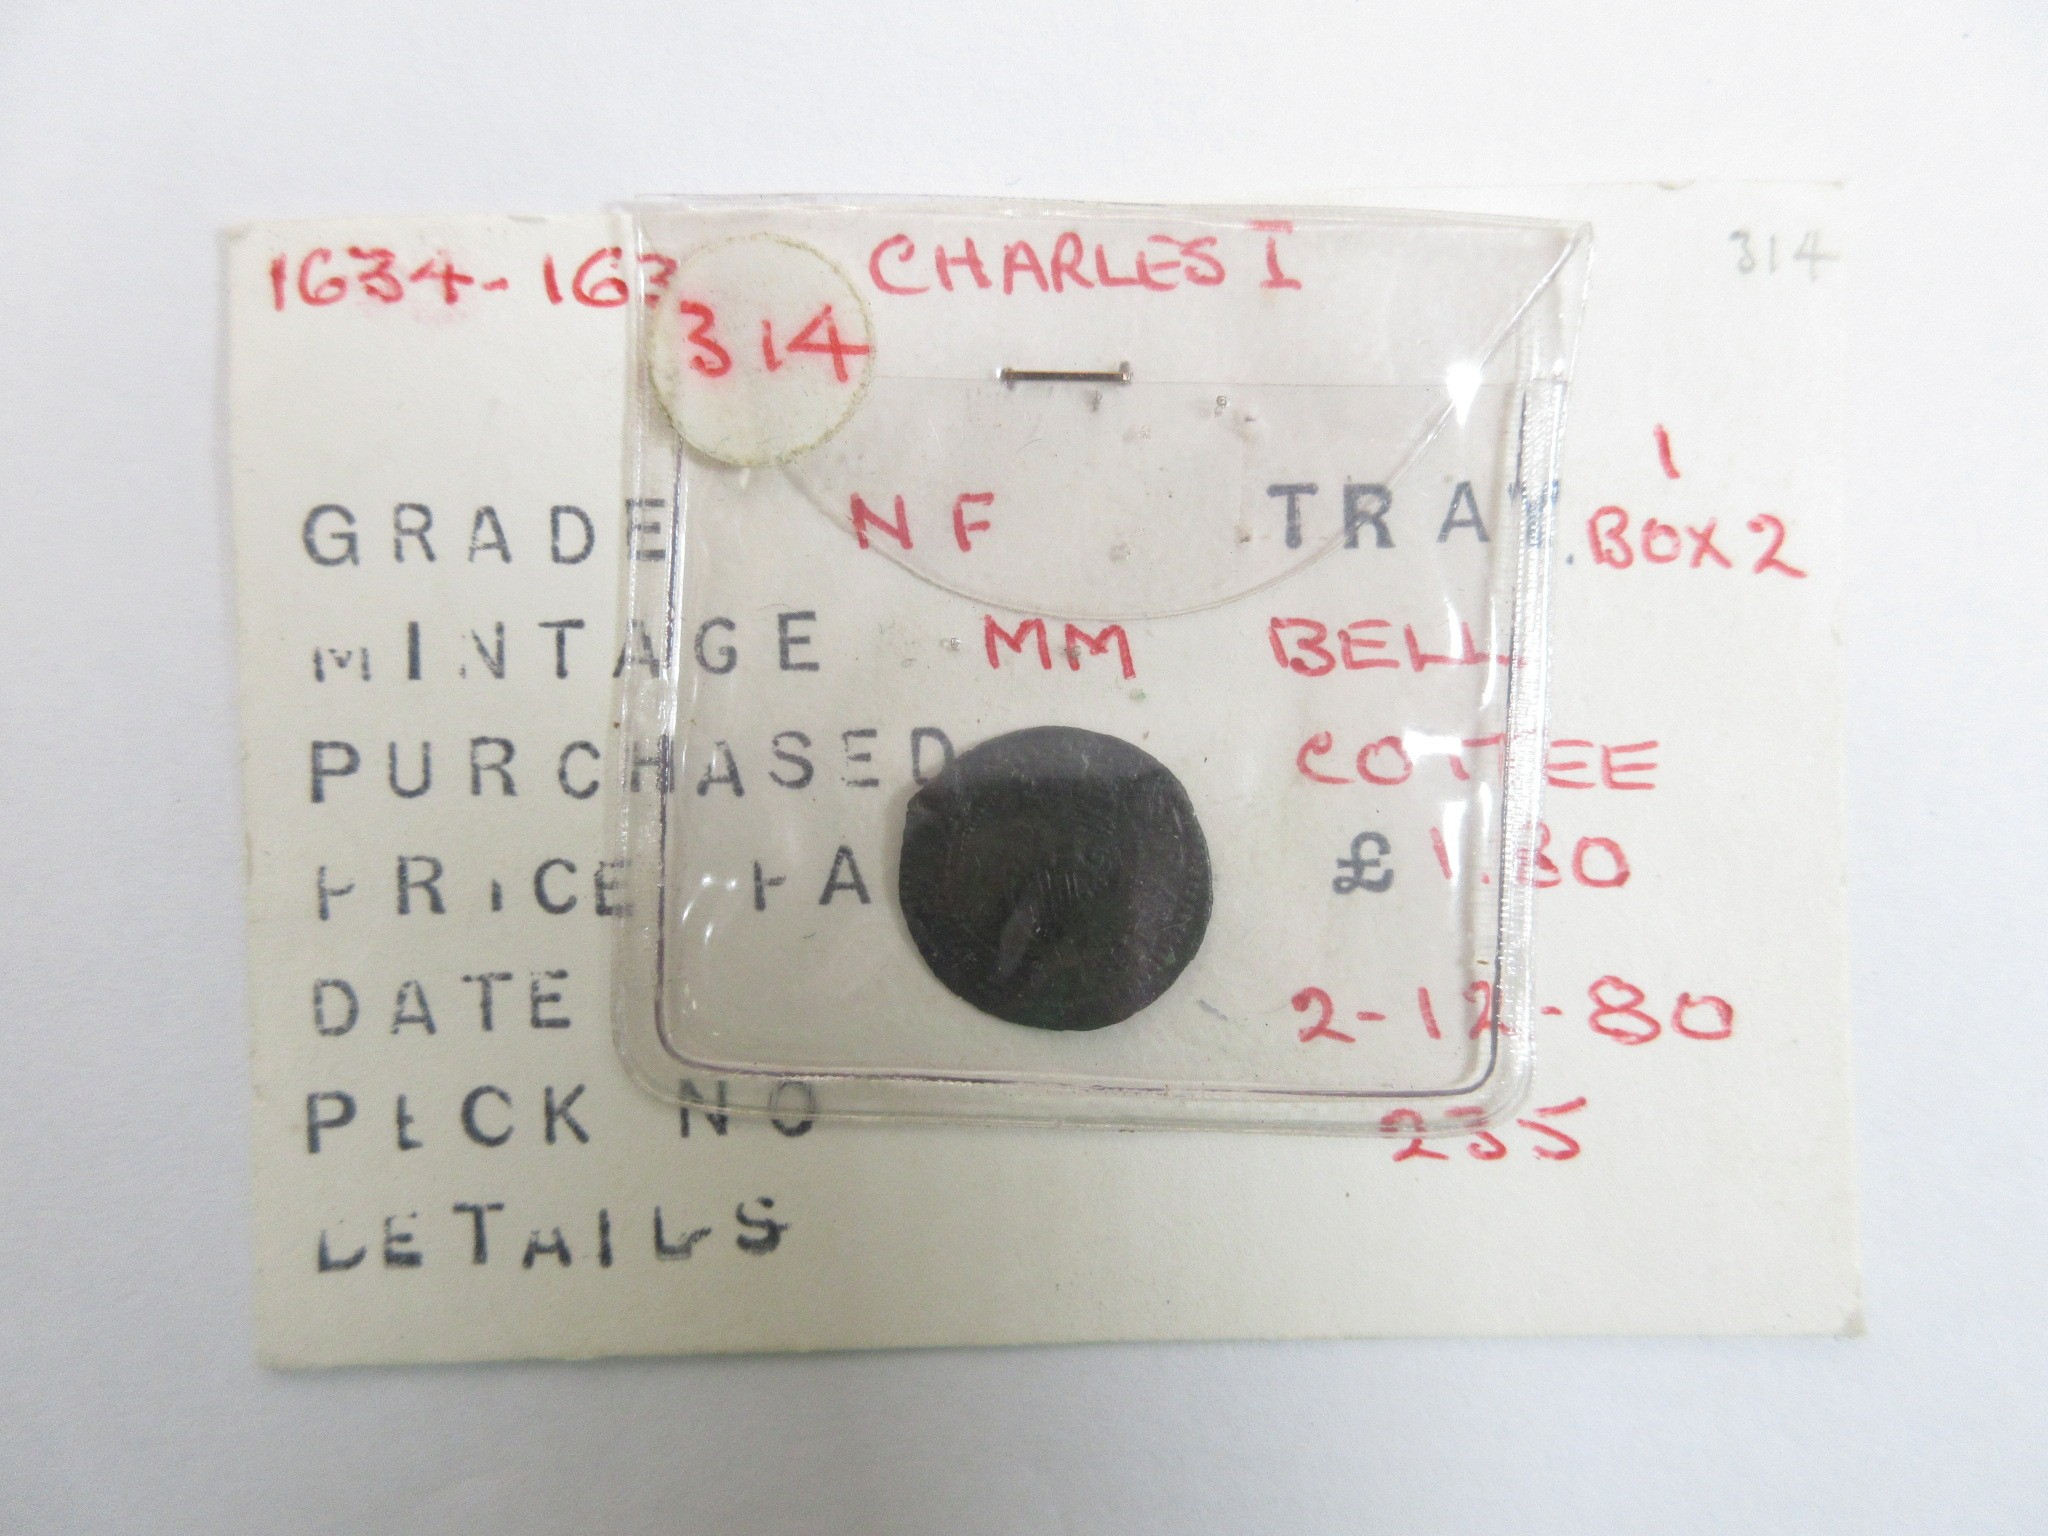 1634-163 CHARLES I 314
314
1
GRADE NF TRAY. BOX 2
MINTAGE MM BELL
PURCHASED COTTEE
PRICE PA £ 1.80
DATE 2-12-80
PICK NO 235
DETAILS